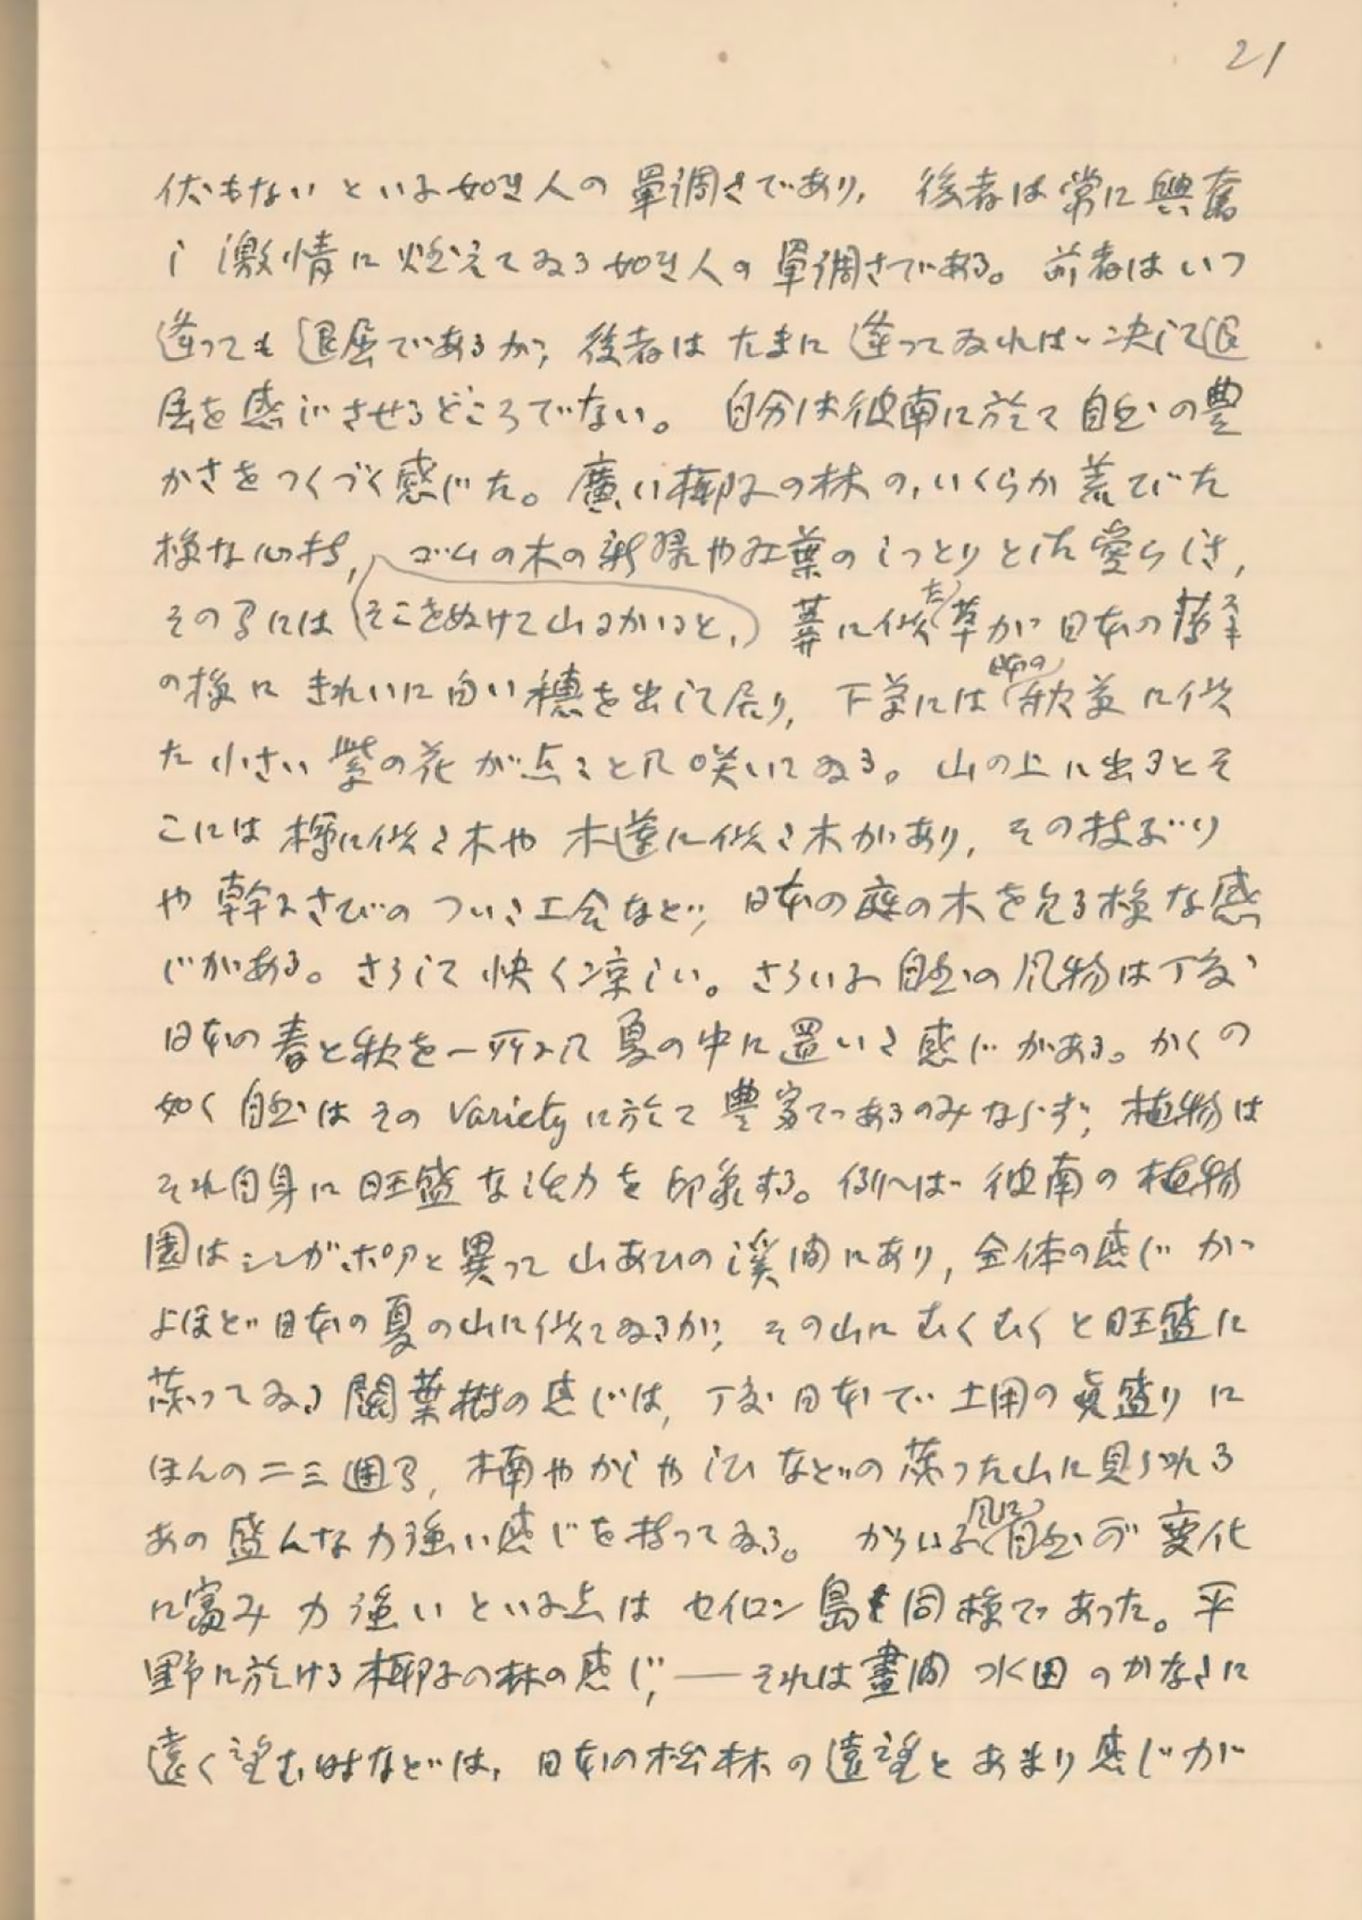 21
伏もないといふ如き人の單調さであり、後者は常に興奮
し激情に燃えてゐる如き人の單調さである。前者はいつ
逢っても退屈であるが、後者はたまに逢ってゐれば決して退
屈を感じさせるどころでない。自分は彼南に於て自然の豊
かさをつくづく感じた。廣い椰子の林の、いくらか荒びた
様な心持、ゴムの木の新緑や紅葉のしっとりとした愛らしさ、
そこをぬけて山にかゝると、
その間には 葬に似た草が日本の薄ススキ
の様にきれいに白い穂を出して居り、下草には日本の款蓋に似
た小さい紫の花が点々として咲いてゐる。山の上に出るとそ
こには樺に似た木や木蓮に似た木があり、その枝ぶり
や幹にさびのついた工合など、日本の庭の木を見る様な感
じがある。さうして快く涼しい。さういふ自然の風物は丁度
日本の春と秋を一所にして夏の中に置いた感じがある。かくの
如く自然はその variety に於て豊富であるのみならず、植物は
それ自身に旺盛な活力を印象する。例へば彼南の植物
園はシンガポアと異って山あひの溪間にあり、全体の感じが
よほど日本の夏の山に似てゐるが、その山にむくむくと旺盛に
茂ってゐる闊葉樹の感じは、丁度日本で土用の眞盛りに
ほんの二三週間、楠やかしやしひなどの茂った山に見られる
あの盛んな力強い感じを持ってゐる。かういふ風に自然が変化
に富み力強いといふ点はセイロン島も同様であった。平
野に於ける椰子の林の感じ、——それは晝間水田のかなたに
遠く望む時などは、日本の松林の遠望とあまり感じが